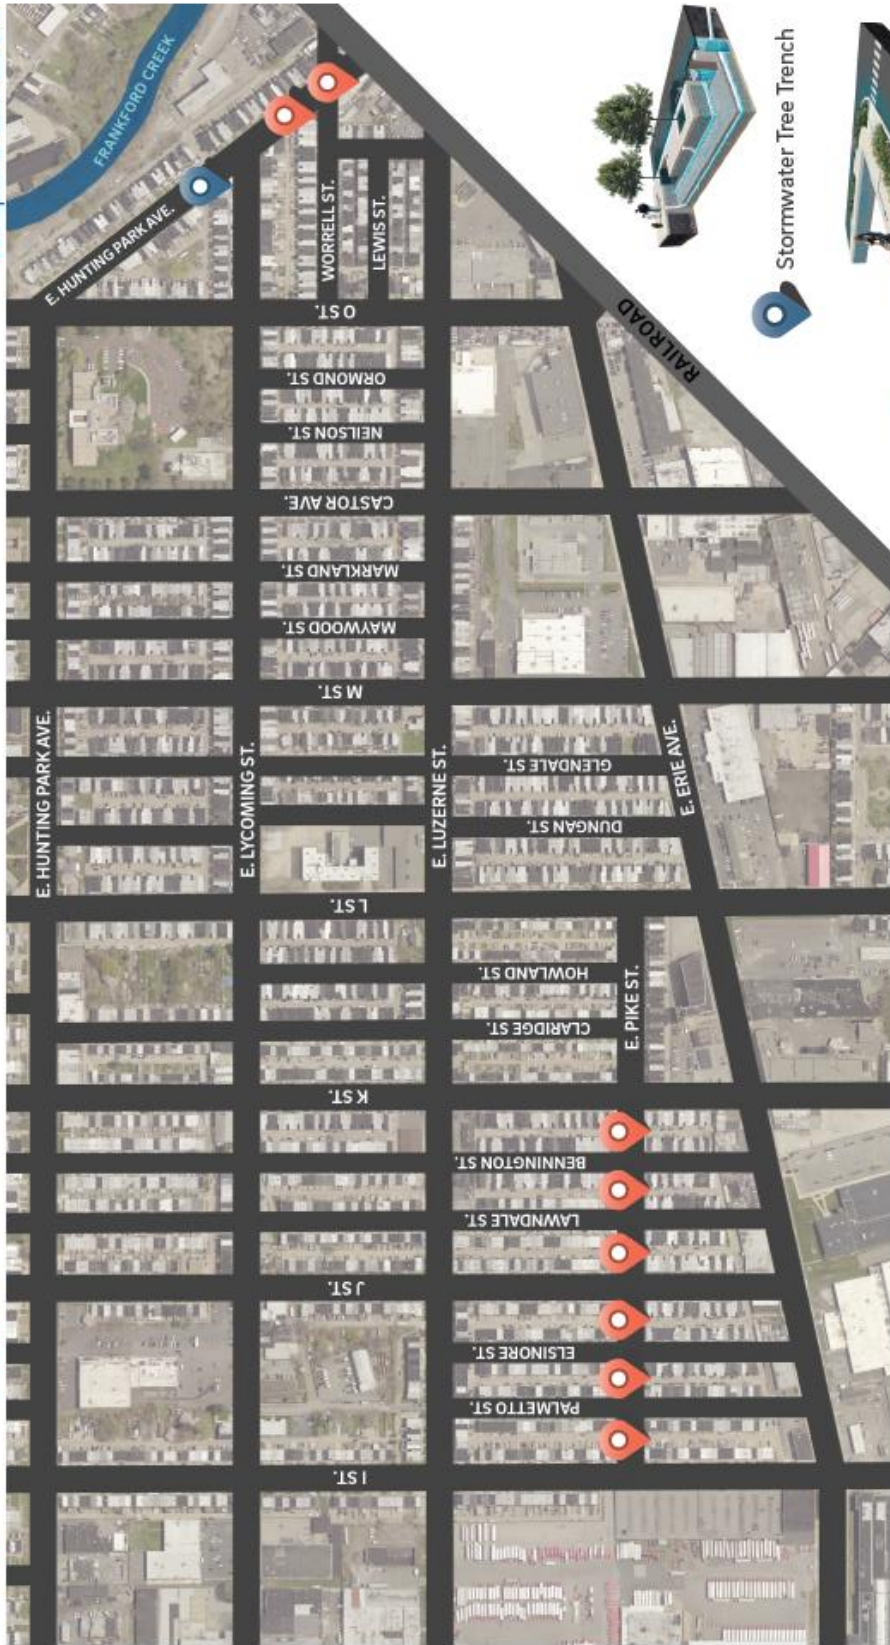 FRANKFORD CREEK
E. HUNTING PARK AVE.
WORRELL ST.
LEWIS ST.
O ST.
ORMOND ST.
NEILSON ST.
CASTOR AVE.
MARKLAND ST.
MAYWOOD ST.
M ST.
RAILROAD
Stormwater Tree Trench
E. HUNTING PARK AVE.
E. LYCOMING ST.
E. LUZERNE ST.
GLENDALE ST.
DUNGAN ST.
E. ERIE AVE.
L ST.
HOWLAND ST.
CLARIDGE ST.
E. PIKE ST.
K ST.
BENNINGTON ST.
LAWNDALE ST.
J ST.
ELSINORE ST.
PALMETTO ST.
I ST.